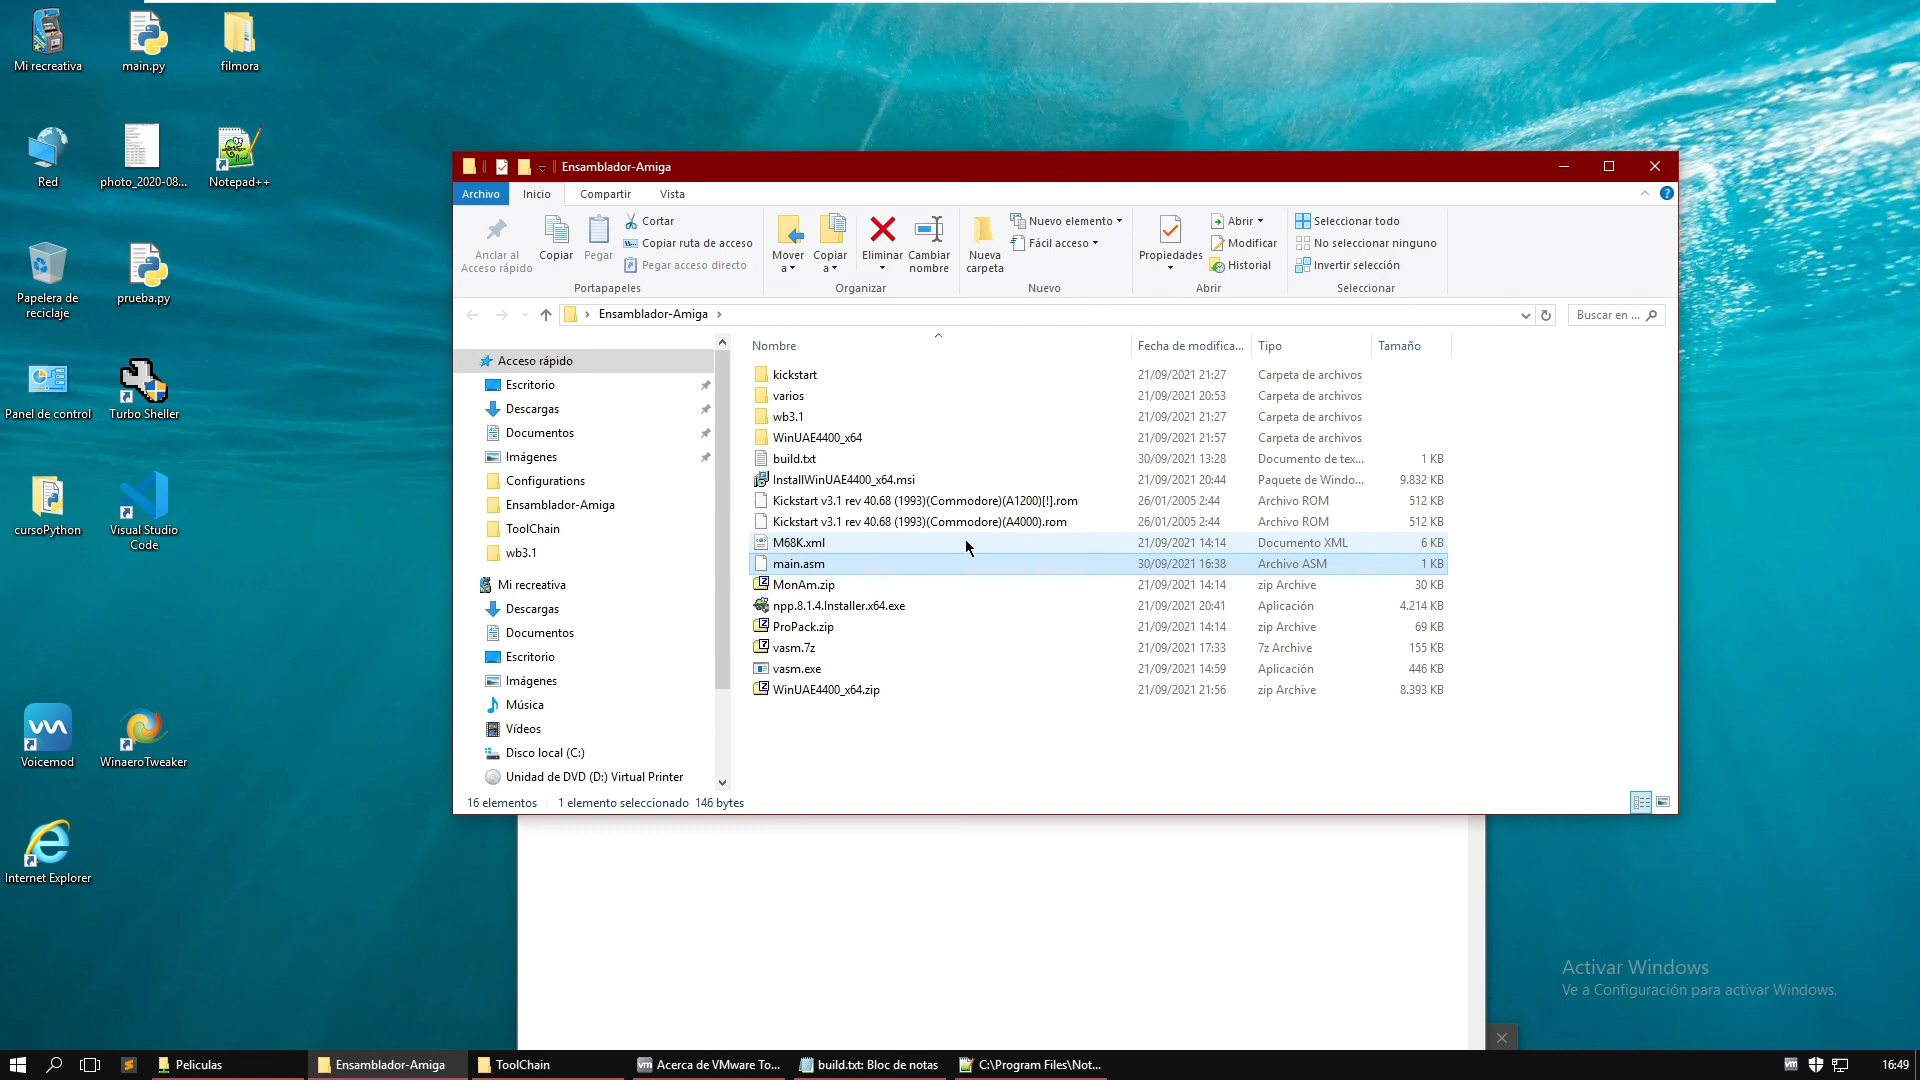 Mi recreativa
main.py
filmora
Red
photo_2020-08...
Notepad++
Papelera de
reciclaje
prueba.py
Panel de control
Turbo Sheller
cursoPython
Visual Studio
Code
Voicemod
WinaeroTweaker
Internet Explorer
Ensamblador-Amiga
Archivo
Inicio
Compartir
Vista
Anclar al
Acceso rápido
Copiar
Pegar
Cortar
Copiar ruta de acceso
Pegar acceso directo
Portapapeles
Mover
a
Copiar
a
Eliminar
Cambiar
nombre
Organizar
Nueva
carpeta
Nuevo elemento
Fácil acceso
Nuevo
Propiedades
Abrir
Modificar
Historial
Abrir
Seleccionar todo
No seleccionar ninguno
Invertir selección
Seleccionar
Ensamblador-Amiga
Buscar en ...
Acceso rápido
Escritorio
Descargas
Documentos
Imágenes
Configurations
Ensamblador-Amiga
ToolChain
wb3.1
Mi recreativa
Descargas
Documentos
Escritorio
Imágenes
Música
Vídeos
Disco local (C:)
Unidad de DVD (D:) Virtual Printer
Nombre Fecha de modifica... Tipo Tamaño
kickstart 21/09/2021 21:27 Carpeta de archivos
varios 21/09/2021 20:53 Carpeta de archivos
wb3.1 21/09/2021 21:27 Carpeta de archivos
WinUAE4400_x64 21/09/2021 21:57 Carpeta de archivos
build.txt 30/09/2021 13:28 Documento de tex... 1 KB
InstallWinUAE4400_x64.msi 21/09/2021 20:44 Paquete de Windo... 9.832 KB
Kickstart v3.1 rev 40.68 (1993)(Commodore)(A1200)[!].rom 26/01/2005 2:44 Archivo ROM 512 KB
Kickstart v3.1 rev 40.68 (1993)(Commodore)(A4000).rom 26/01/2005 2:44 Archivo ROM 512 KB
M68K.xml 21/09/2021 14:14 Documento XML 6 KB
main.asm 30/09/2021 16:38 Archivo ASM 1 KB
MonAm.zip 21/09/2021 14:14 zip Archive 30 KB
npp.8.1.4.Installer.x64.exe 21/09/2021 20:41 Aplicación 4.214 KB
ProPack.zip 21/09/2021 14:14 zip Archive 69 KB
vasm.7z 21/09/2021 17:33 7z Archive 155 KB
vasm.exe 21/09/2021 14:59 Aplicación 446 KB
WinUAE4400_x64.zip 21/09/2021 21:56 zip Archive 8.393 KB
16 elementos 1 elemento seleccionado 146 bytes
Activar Windows
Ve a Configuración para activar Windows.
Peliculas
Ensamblador-Amiga
ToolChain
Acerca de VMware To...
build.txt: Bloc de notas
C:\Program Files\Not...
16:49